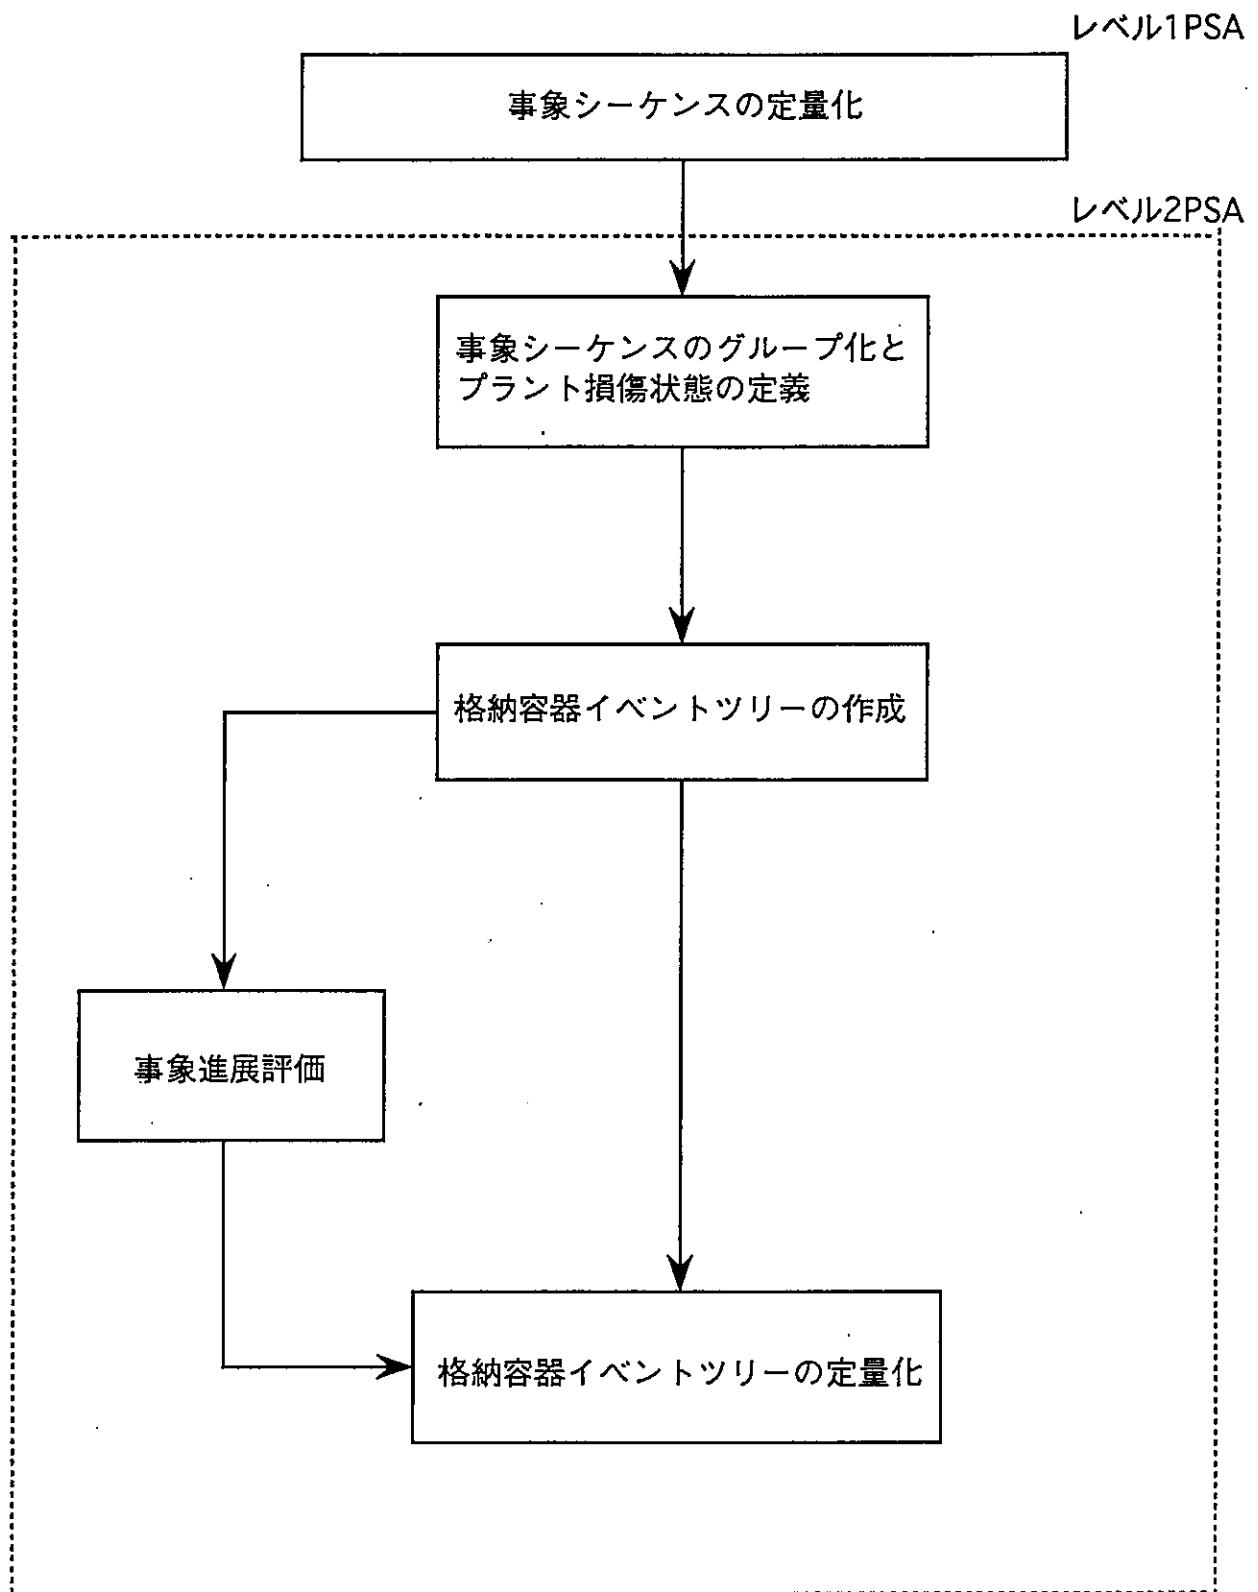 レベル1PSA
事象シーケンスの定量化
レベル2PSA
事象シーケンスのグループ化と
プラント損傷状態の定義
格納容器イベントツリーの作成
事象進展評価
格納容器イベントツリーの定量化